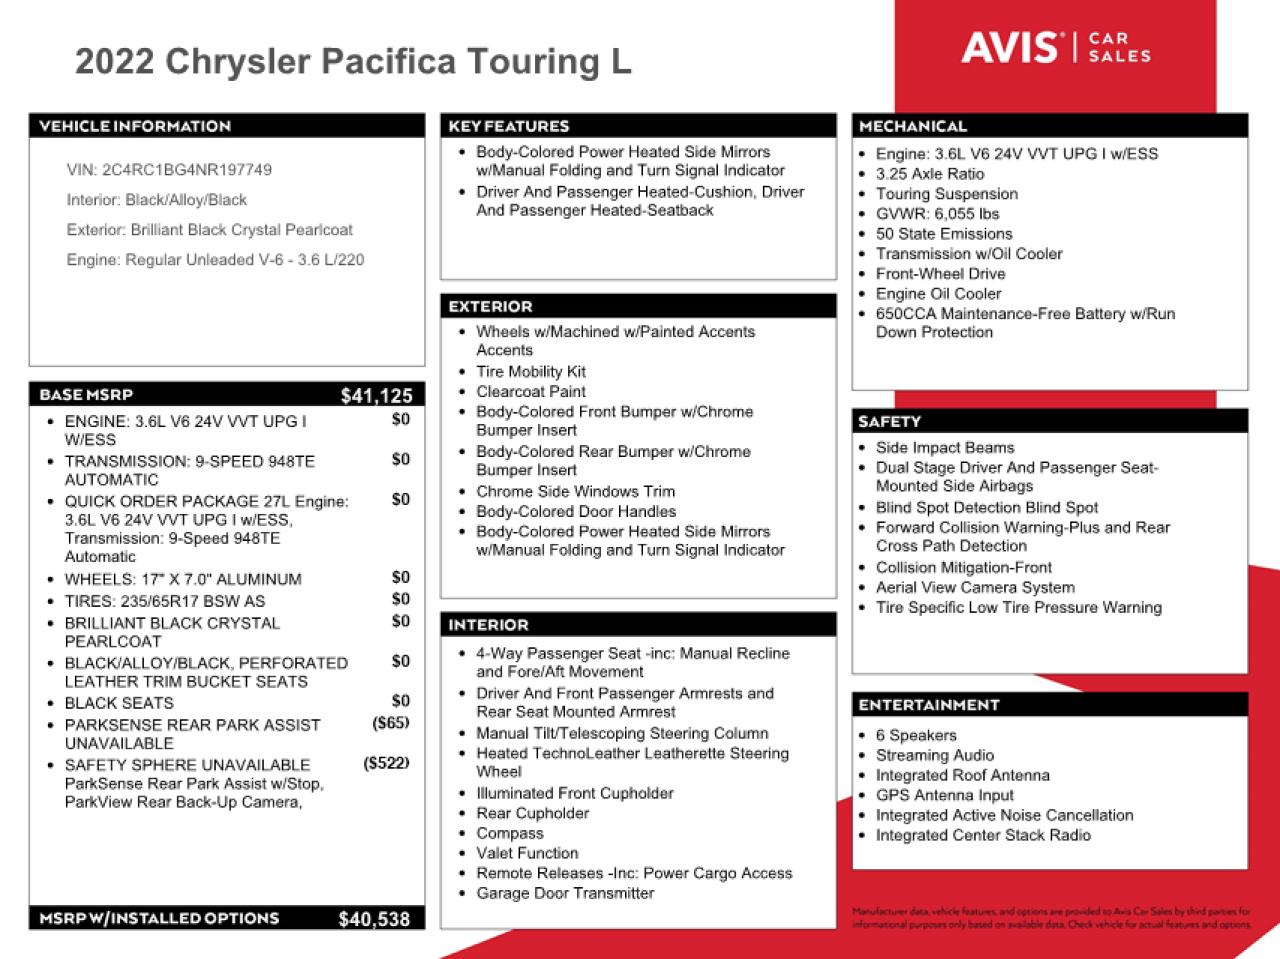 2022 Chrysler Pacifica Touring L
AVIS® | CAR
SALES
VEHICLE INFORMATION
VIN: 2C4RC1BG4NR197749
Interior: Black/Alloy/Black
Exterior: Brilliant Black Crystal Pearlcoat
Engine: Regular Unleaded V-6 - 3.6 L/220
BASE MSRP $41,125
• ENGINE: 3.6L V6 24V VVT UPG I $0
W/ESS
• TRANSMISSION: 9-SPEED 948TE $0
AUTOMATIC
• QUICK ORDER PACKAGE 27L Engine: $0
3.6L V6 24V VVT UPG I w/ESS,
Transmission: 9-Speed 948TE
Automatic
• WHEELS: 17" X 7.0" ALUMINUM $0
• TIRES: 235/65R17 BSW AS $0
• BRILLIANT BLACK CRYSTAL $0
PEARLCOAT
• BLACK/ALLOY/BLACK, PERFORATED $0
LEATHER TRIM BUCKET SEATS
• BLACK SEATS $0
• PARKSENSE REAR PARK ASSIST ($65)
UNAVAILABLE
• SAFETY SPHERE UNAVAILABLE ($522)
ParkSense Rear Park Assist w/Stop,
ParkView Rear Back-Up Camera,
MSRP W/INSTALLED OPTIONS $40,538
KEY FEATURES
• Body-Colored Power Heated Side Mirrors
w/Manual Folding and Turn Signal Indicator
• Driver And Passenger Heated-Cushion, Driver
And Passenger Heated-Seatback
EXTERIOR
• Wheels w/Machined w/Painted Accents
Accents
• Tire Mobility Kit
• Clearcoat Paint
• Body-Colored Front Bumper w/Chrome
Bumper Insert
• Body-Colored Rear Bumper w/Chrome
Bumper Insert
• Chrome Side Windows Trim
• Body-Colored Door Handles
• Body-Colored Power Heated Side Mirrors
w/Manual Folding and Turn Signal Indicator
INTERIOR
• 4-Way Passenger Seat -inc: Manual Recline
and Fore/Aft Movement
• Driver And Front Passenger Armrests and
Rear Seat Mounted Armrest
• Manual Tilt/Telescoping Steering Column
• Heated TechnoLeather Leatherette Steering
Wheel
• Illuminated Front Cupholder
• Rear Cupholder
• Compass
• Valet Function
• Remote Releases -Inc: Power Cargo Access
• Garage Door Transmitter
MECHANICAL
• Engine: 3.6L V6 24V VVT UPG I w/ESS
• 3.25 Axle Ratio
• Touring Suspension
• GVWR: 6,055 lbs
• 50 State Emissions
• Transmission w/Oil Cooler
• Front-Wheel Drive
• Engine Oil Cooler
• 650CCA Maintenance-Free Battery w/Run
Down Protection
SAFETY
• Side Impact Beams
• Dual Stage Driver And Passenger Seat-
Mounted Side Airbags
• Blind Spot Detection Blind Spot
• Forward Collision Warning-Plus and Rear
Cross Path Detection
• Collision Mitigation-Front
• Aerial View Camera System
• Tire Specific Low Tire Pressure Warning
ENTERTAINMENT
• 6 Speakers
• Streaming Audio
• Integrated Roof Antenna
• GPS Antenna Input
• Integrated Active Noise Cancellation
• Integrated Center Stack Radio
Manufacturer data, vehicle features, and options are provided to Avis Car Sales by third parties for
informational purposes only based on available data. Check vehicle for actual features and options.